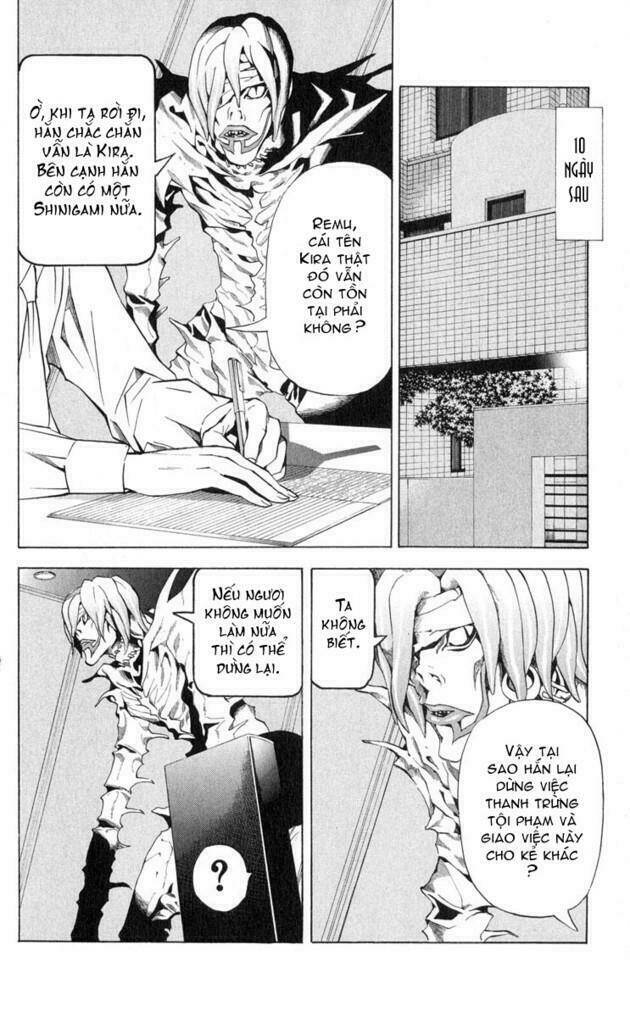 10
NGÀY
SAU
REMU,
CÁI TÊN
KIRA THẬT
ĐÓ VẪN
CÒN TỒN
TẠI PHẢI
KHÔNG?
Ồ, KHI TA RỜI ĐI,
HẮN CHẮC CHẮN
VẪN LÀ KIRA.
BÊN CẠNH HẮN
CÒN CÓ MỘT
SHINIGAMI NỮA.
VẬY TẠI
SAO HẮN LẠI
DỪNG VIỆC
THANH TRỪNG
TỘI PHẠM VÀ
GIAO VIỆC NÀY
CHO KẺ KHÁC
?
TA
KHÔNG
BIẾT.
NẾU NGƯƠI
KHÔNG MUỐN
LÀM NỮA
THÌ CÓ THỂ
DỪNG LẠI.
?